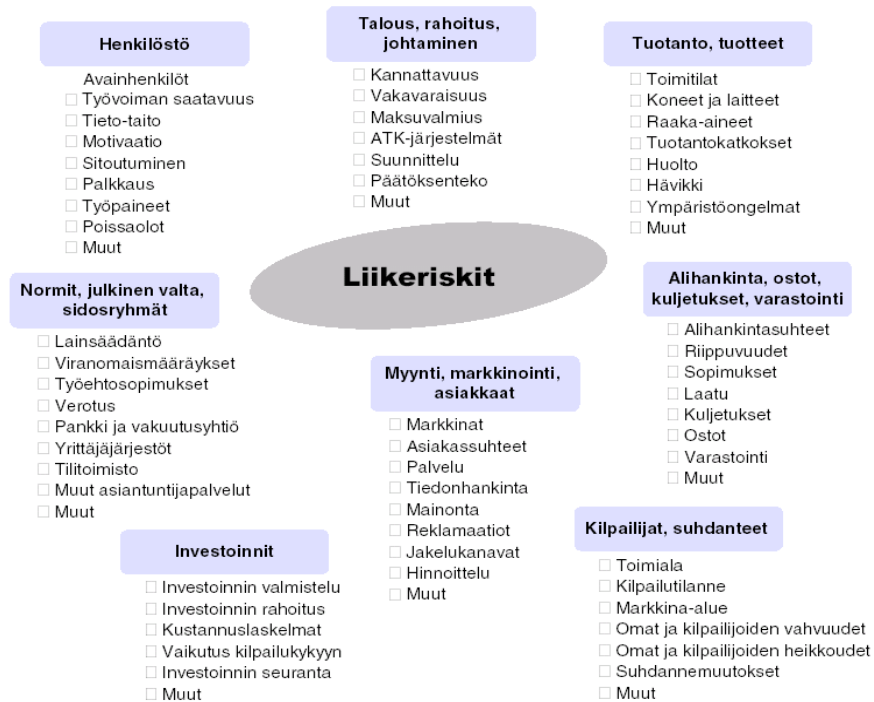 Henkilöstö
Avainhenkilöt
Työvoiman saatavuus
Tieto-taito
Motivaatio
Sitoutuminen
Palkkaus
Työpaineet
Poissaolot
Muut
Talous, rahoitus,
johtaminen
Kannattavuus
Vakavaraisuus
Maksuvalmius
ATK-järjestelmät
Suunnittelu
Päätöksenteko
Muut
Tuotanto, tuotteet
Toimitilat
Koneet ja laitteet
Raaka-aineet
Tuotantokatkokset
Huolto
Hävikki
Ympäristöongelmat
Muut
Liikeriskit
Normit, julkinen valta,
sidosryhmät
Lainsäädäntö
Viranomaismääräykset
Työehtosopimukset
Verotus
Pankki ja vakuutusyhtiö
Yrittäjäjärjestöt
Tilitoimisto
Muut asiantuntijapalvelut
Muut
Myynti, markkinointi,
asiakkaat
Markkinat
Asiakassuhteet
Palvelu
Tiedonhankinta
Mainonta
Reklamaatiot
Jakelukanavat
Hinnoittelu
Muut
Alihankinta, ostot,
kuljetukset, varastointi
Alihankintasuhteet
Riippuvuudet
Sopimukset
Laatu
Kuljetukset
Ostot
Varastointi
Muut
Investoinnit
Investoinnin valmistelu
Investoinnin rahoitus
Kustannuslaskelmat
Vaikutus kilpailukykyyn
Investoinnin seuranta
Muut
Kilpailijat, suhdanteet
Toimiala
Kilpailutilanne
Markkina-alue
Omat ja kilpailijoiden vahvuudet
Omat ja kilpailijoiden heikkoudet
Suhdannemuutokset
Muut